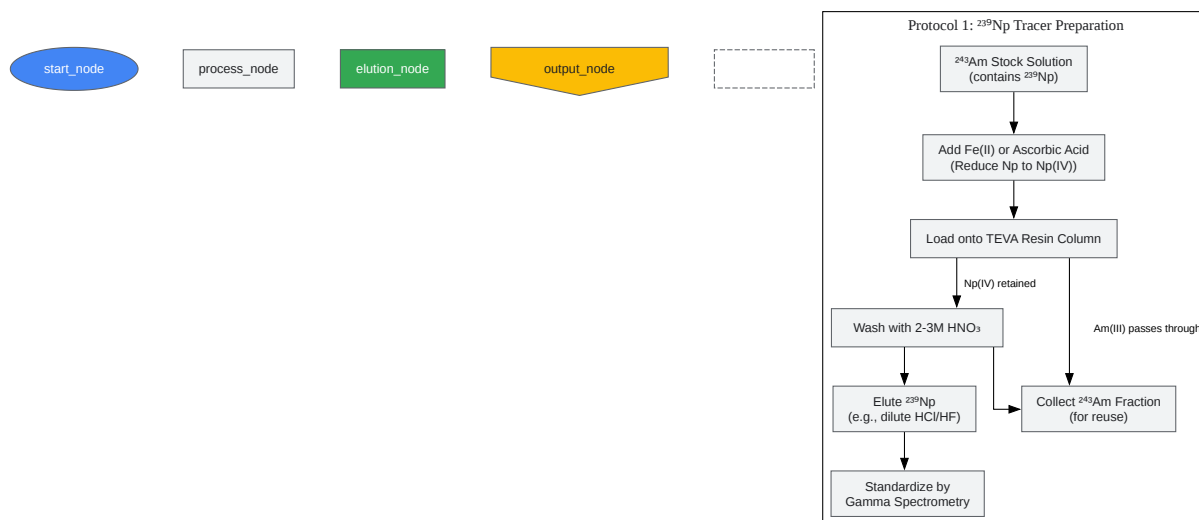 start_node
process_node
elution_node
output_node
Protocol 1: ²³⁹Np Tracer Preparation
²⁴³Am Stock Solution
(contains ²³⁹Np)
Add Fe(II) or Ascorbic Acid
(Reduce Np to Np(IV))
Load onto TEVA Resin Column
Np(IV) retained
Wash with 2-3M HNO₃
Am(III) passes through
Elute ²³⁹Np
(e.g., dilute HCl/HF)
Collect ²⁴³Am Fraction
(for reuse)
Standardize by
Gamma Spectrometry